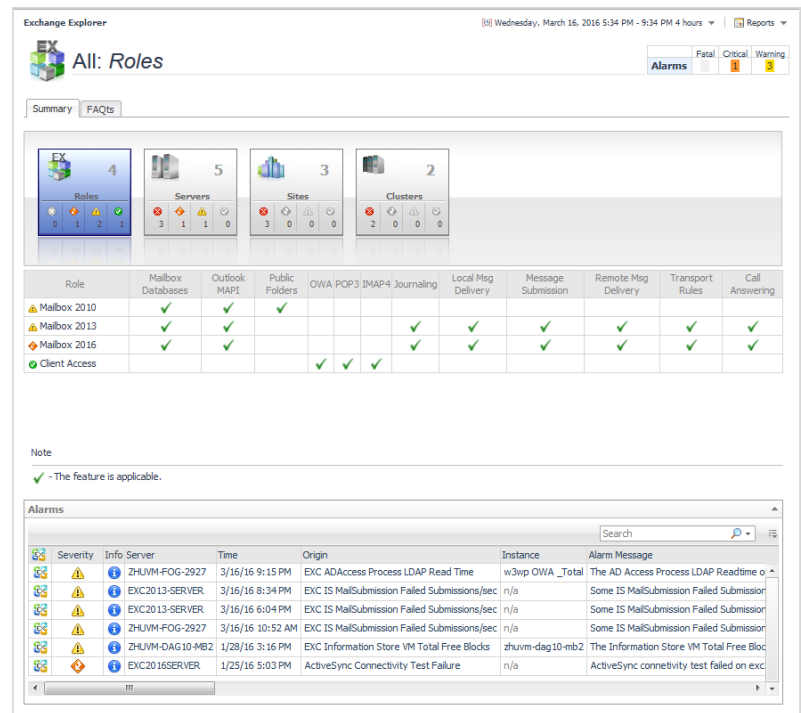 Exchange Explorer
Wednesday, March 16, 2016 5:34 PM - 9:34 PM 4 hours
Reports
All: Roles
Fatal Critical Warning
Alarms 1 3
Summary FAQts
EX 4 5 3 2
Roles Servers Sites Clusters
0 1 2 1 3 1 1 0 3 0 0 0 2 0 0 0
Role Mailbox Databases Outlook MAPI Public Folders OWA POP3 IMAP4 Journaling Local Msg Delivery Message Submission Remote Msg Delivery Transport Rules Call Answering
Mailbox 2010 ✓ ✓ ✓
Mailbox 2013 ✓ ✓ ✓ ✓ ✓ ✓ ✓ ✓
Mailbox 2016 ✓ ✓ ✓ ✓ ✓ ✓ ✓ ✓
Client Access ✓ ✓ ✓
Note
✓ - The feature is applicable.
Alarms
Search
Severity Info Server Time Origin Instance Alarm Message
ZHUVM-FOG-2927 3/16/16 9:15 PM EXC ADAccess Process LDAP Read Time w3wp OWA _Total The AD Access Process LDAP Readtime o
EXC2013-SERVER 3/16/16 8:34 PM EXC IS MailSubmission Failed Submissions/sec n/a Some IS MailSubmission Failed Submission
EXC2013-SERVER 3/16/16 6:04 PM EXC IS MailSubmission Failed Submissions/sec n/a Some IS MailSubmission Failed Submission
ZHUVM-FOG-2927 3/16/16 10:52 AM EXC IS MailSubmission Failed Submissions/sec n/a Some IS MailSubmission Failed Submission
ZHUVM-DAG10-MB2 1/28/16 3:16 PM EXC Information Store VM Total Free Blocks zhuvm-dag10-mb2 The Information Store VM Total Free Bloc
EXC2016SERVER 1/25/16 5:03 PM ActiveSync Connectivity Test Failure n/a ActiveSync connetivity test failed on exc